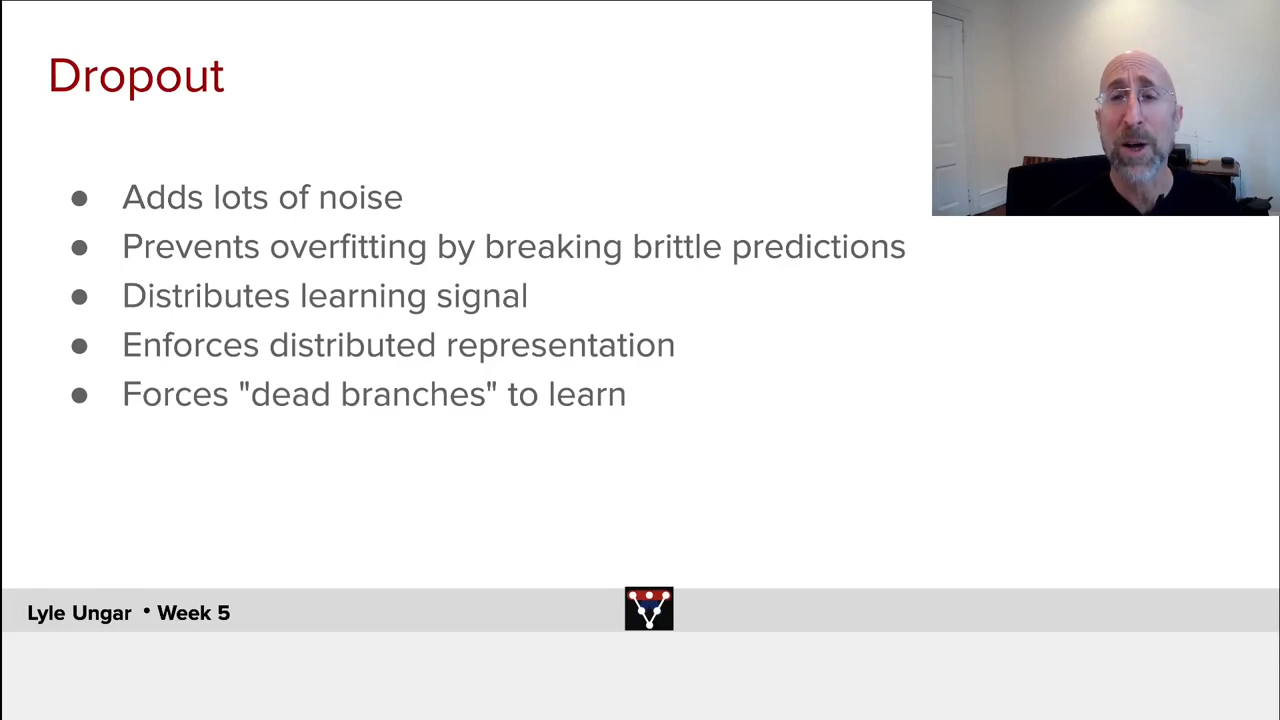 Dropout
● Adds lots of noise
● Prevents overfitting by breaking brittle predictions
● Distributes learning signal
● Enforces distributed representation
● Forces "dead branches" to learn
Lyle Ungar • Week 5